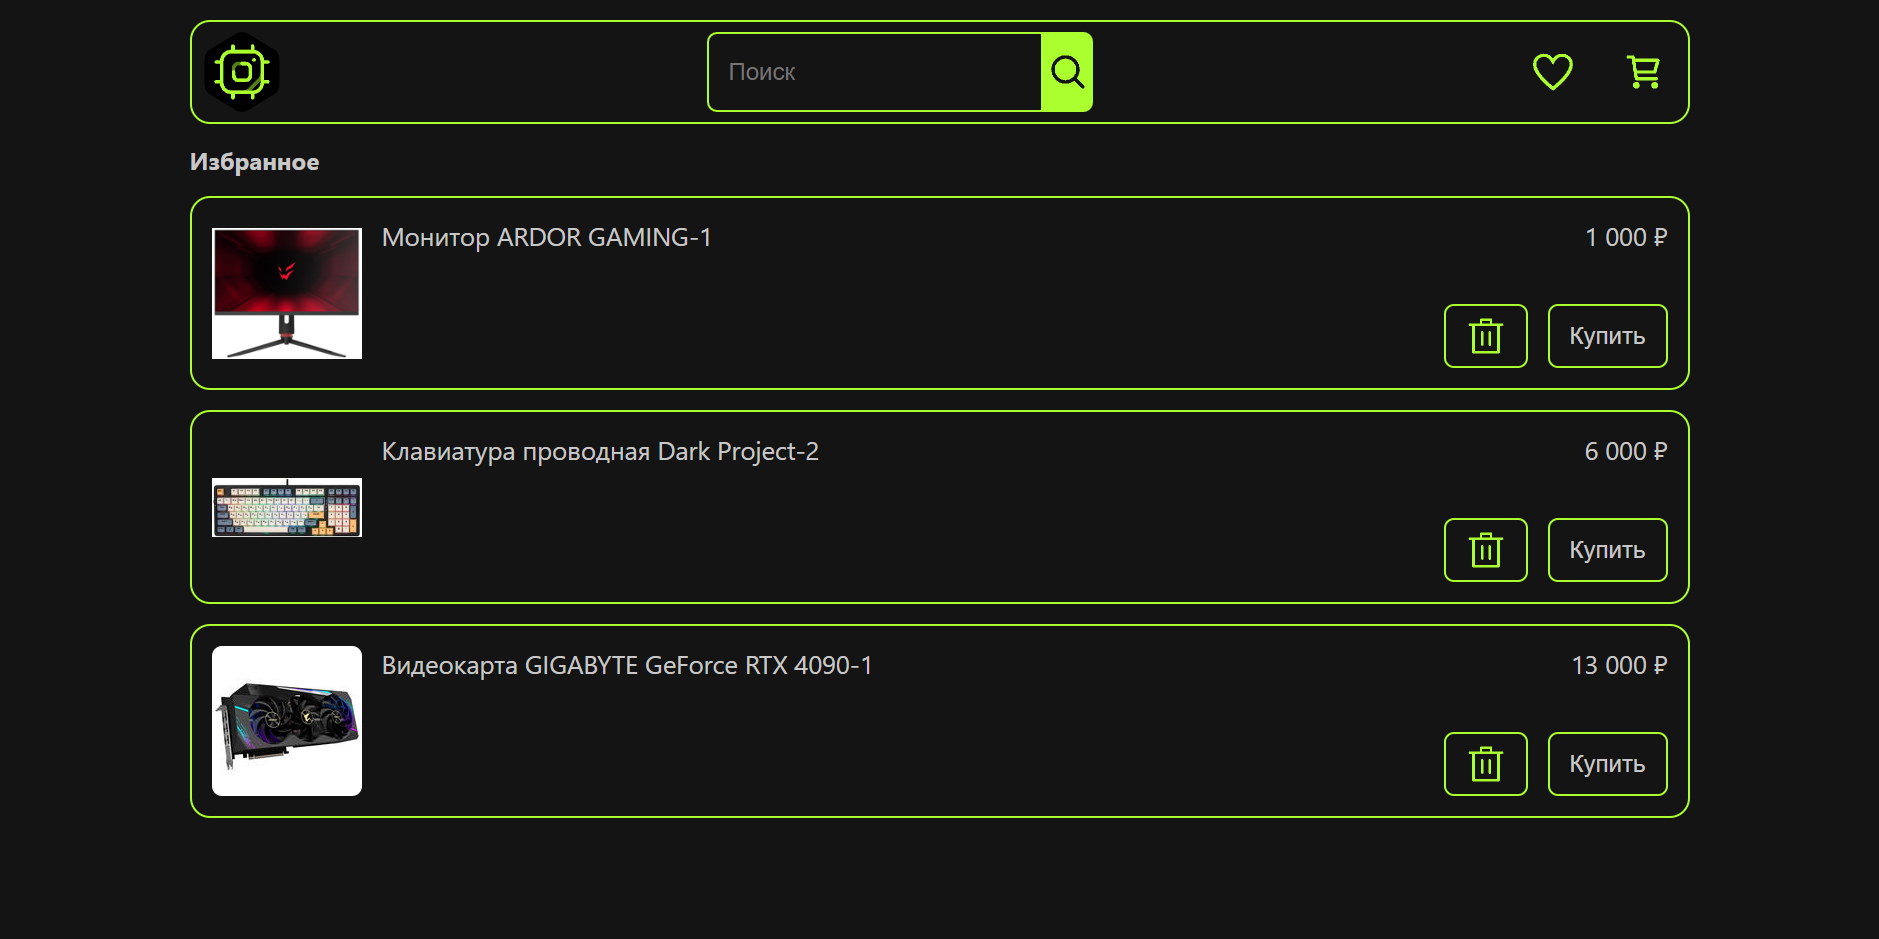 Поиск
Избранное
Монитор ARDOR GAMING-1
1 000 ₽
Купить
Клавиатура проводная Dark Project-2
6 000 ₽
Купить
Видеокарта GIGABYTE GeForce RTX 4090-1
13 000 ₽
Купить